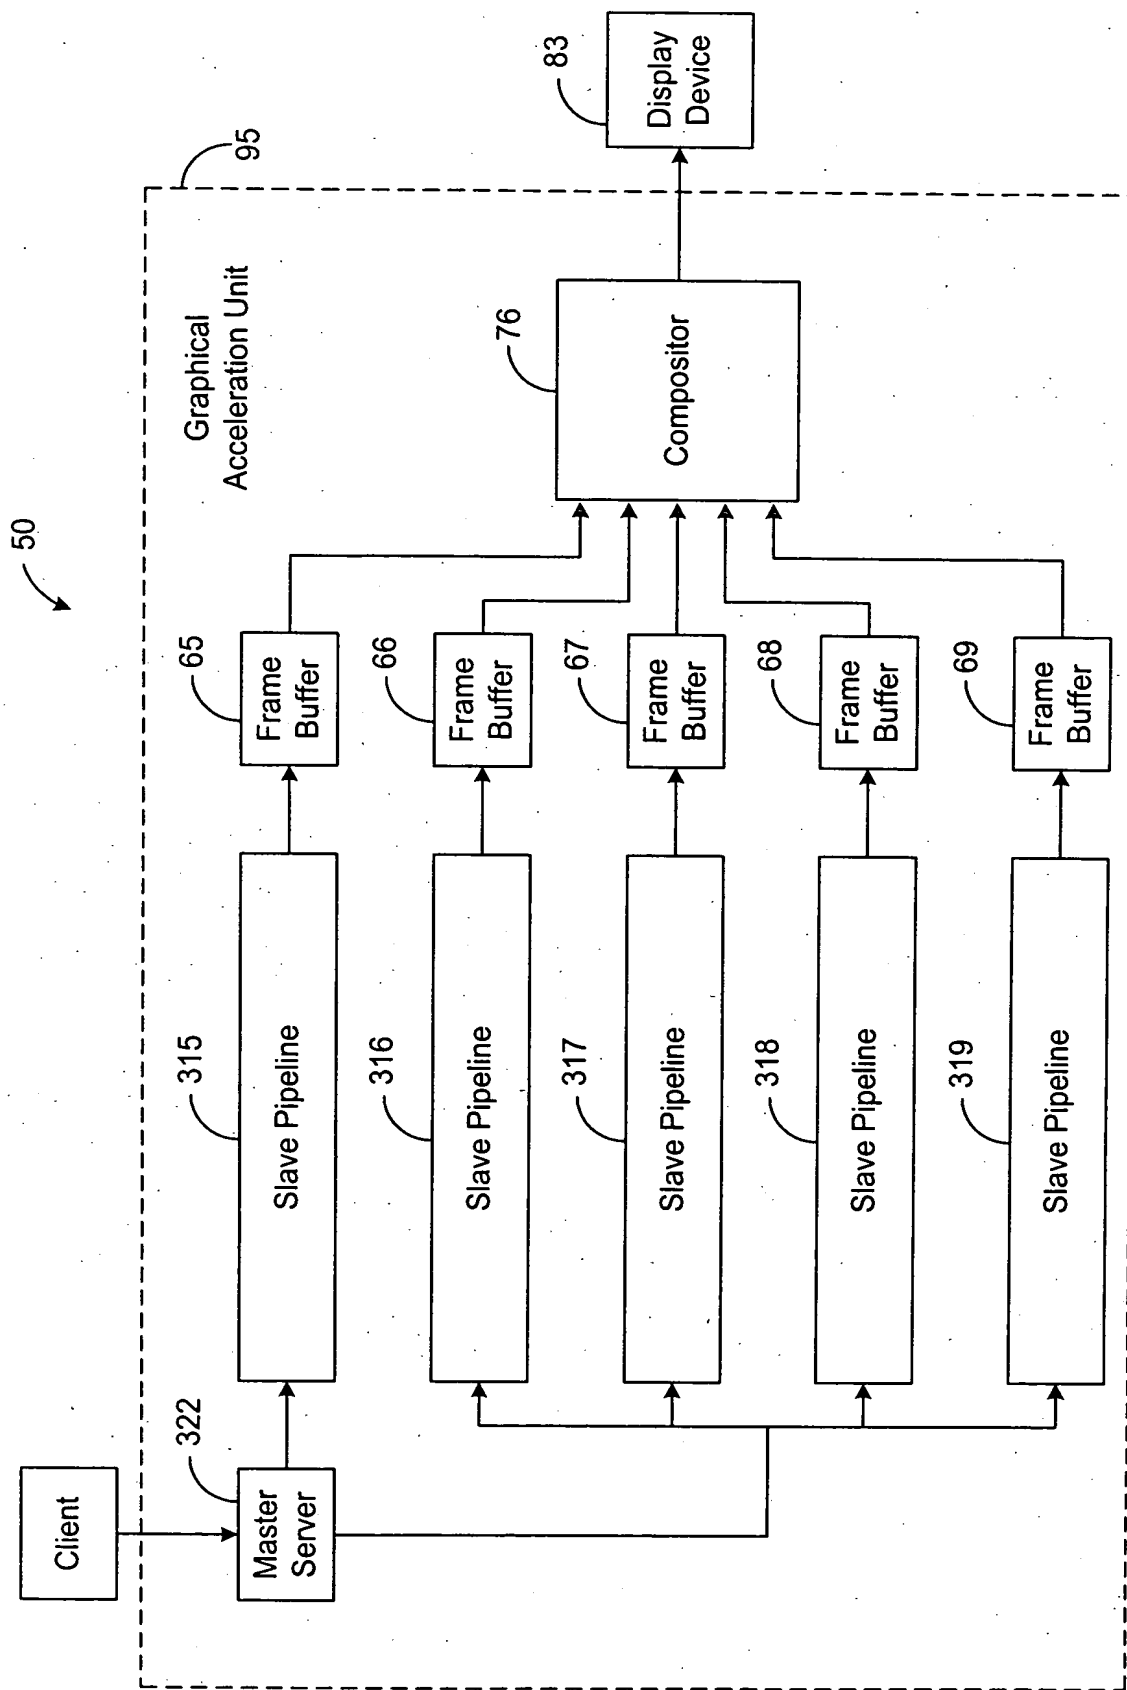 50
95
Graphical
Acceleration Unit
Client
322
Master
Server
315
Slave Pipeline
65
Frame
Buffer
316
Slave Pipeline
66
Frame
Buffer
317
Slave Pipeline
67
Frame
Buffer
318
Slave Pipeline
68
Frame
Buffer
319
Slave Pipeline
69
Frame
Buffer
76
Compositor
83
Display
Device